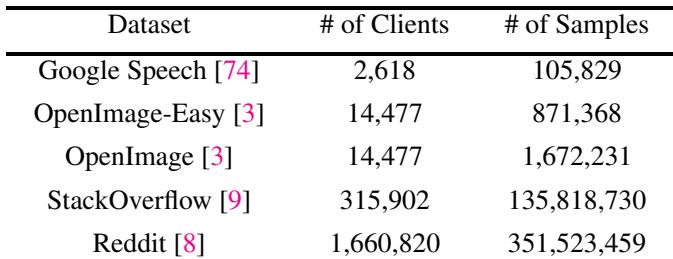 Dataset # of Clients # of Samples
Google Speech [74] 2,618 105,829
OpenImage-Easy [3] 14,477 871,368
OpenImage [3] 14,477 1,672,231
StackOverflow [9] 315,902 135,818,730
Reddit [8] 1,660,820 351,523,459